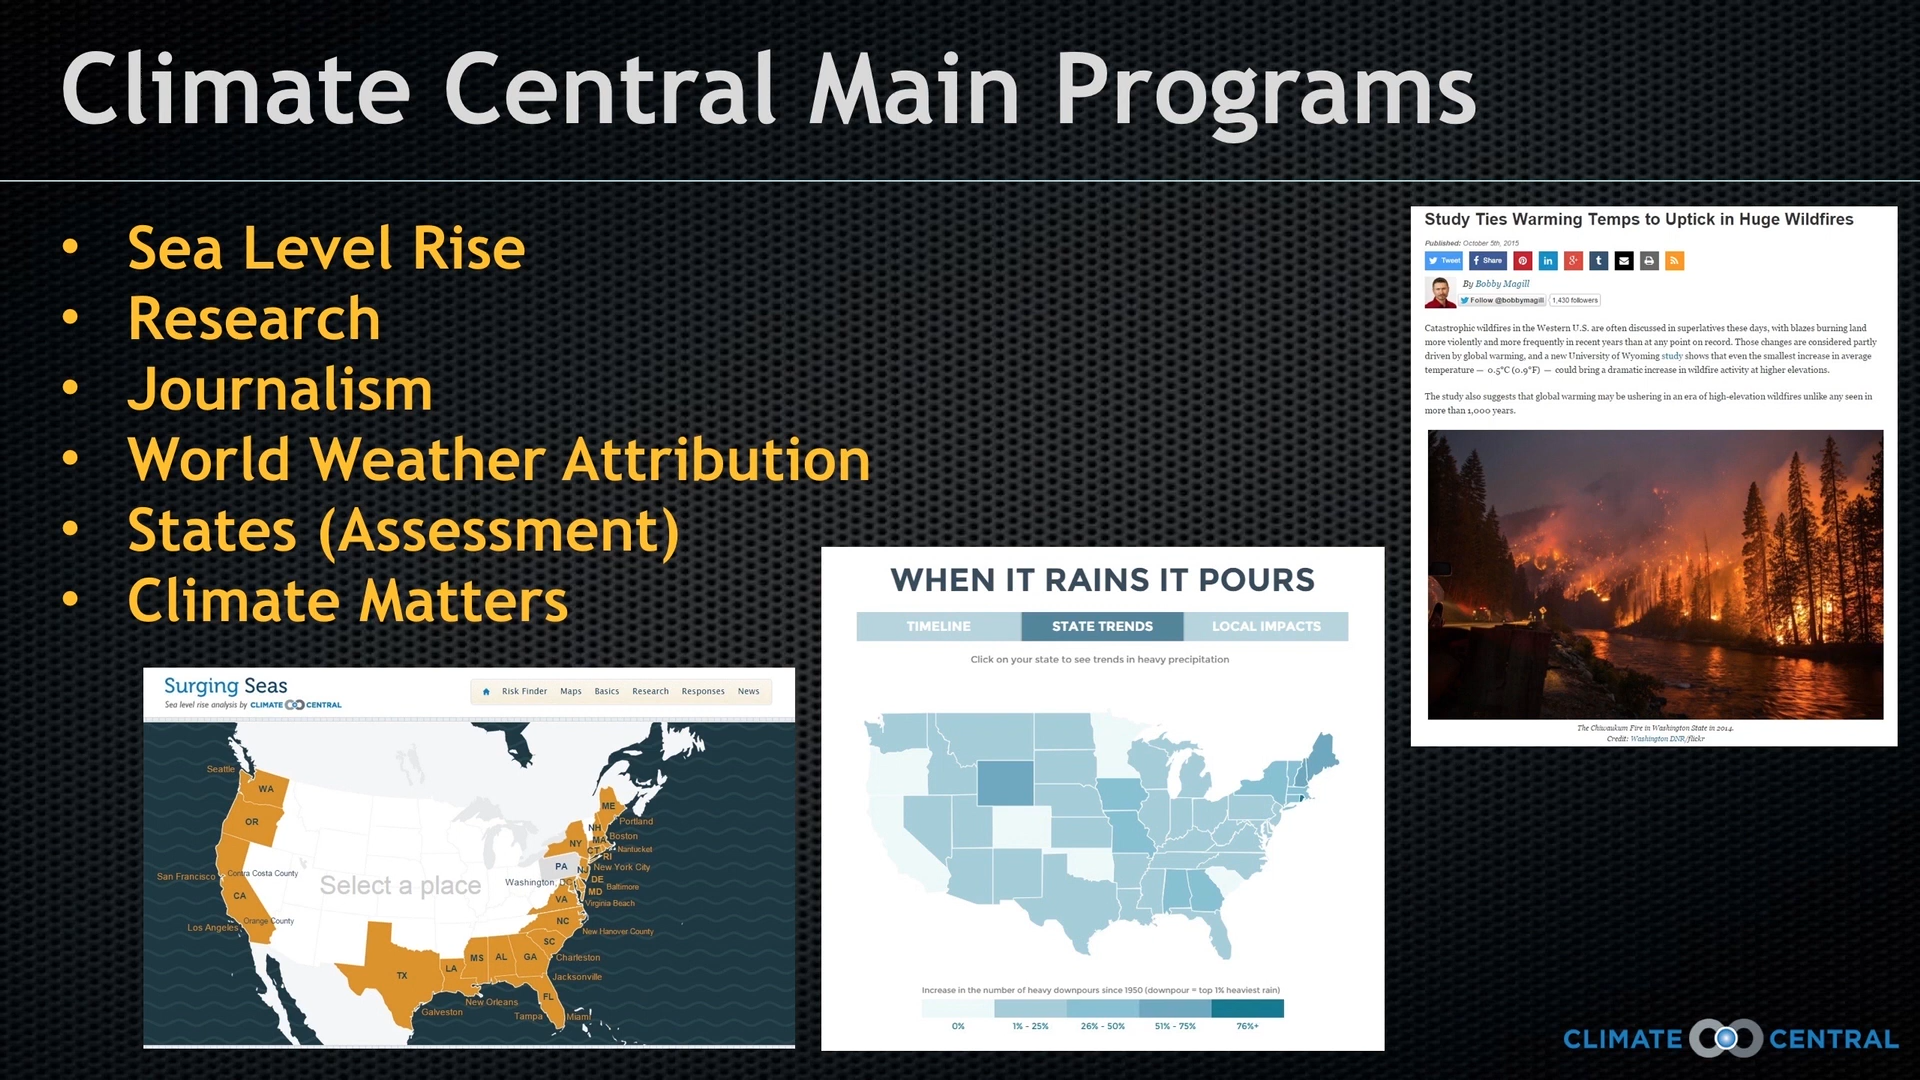 Climate Central Main Programs
• Sea Level Rise
• Research
• Journalism
• World Weather Attribution
• States (Assessment)
• Climate Matters
Study Ties Warming Temps to Uptick in Huge Wildfires
Published: October 5th, 2015
Tweet Share
By Bobby Magill
Follow @bobbymagill 1,430 followers
Catastrophic wildfires in the Western U.S. are often discussed in superlatives these days, with blazes burning land
more violently and more frequently in recent years than at any point on record. Those changes are considered partly
driven by global warming, and a new University of Wyoming study shows that even the smallest increase in average
temperature — 0.5°C (0.9°F) — could bring a dramatic increase in wildfire activity at higher elevations.
The study also suggests that global warming may be ushering in an era of high-elevation wildfires unlike any seen in
more than 1,000 years.
The Chiwaukum Fire in Washington State in 2014.
Credit: Washington DNR/flickr
WHEN IT RAINS IT POURS
TIMELINE STATE TRENDS LOCAL IMPACTS
Click on your state to see trends in heavy precipitation
Increase in the number of heavy downpours since 1950 (downpour = top 1% heaviest rain)
0% 1% - 25% 26% - 50% 51% - 75% 76%+
Surging Seas
Sea level rise analysis by CLIMATE CENTRAL
Risk Finder Maps Basics Research Responses News
Seattle
WA
ME
OR
Portland
NH
MA Boston
NY
CT Nantucket
RI
PA
NJ New York City
San Francisco
Contra Costa County
Select a place
Washington, DC
DE
MD Baltimore
CA
VA
Virginia Beach
Orange County
NC
Los Angeles
New Hanover County
SC
MS AL GA Charleston
LA
TX
Jacksonville
FL
New Orleans
Galveston
Tampa Miami
CLIMATE CENTRAL